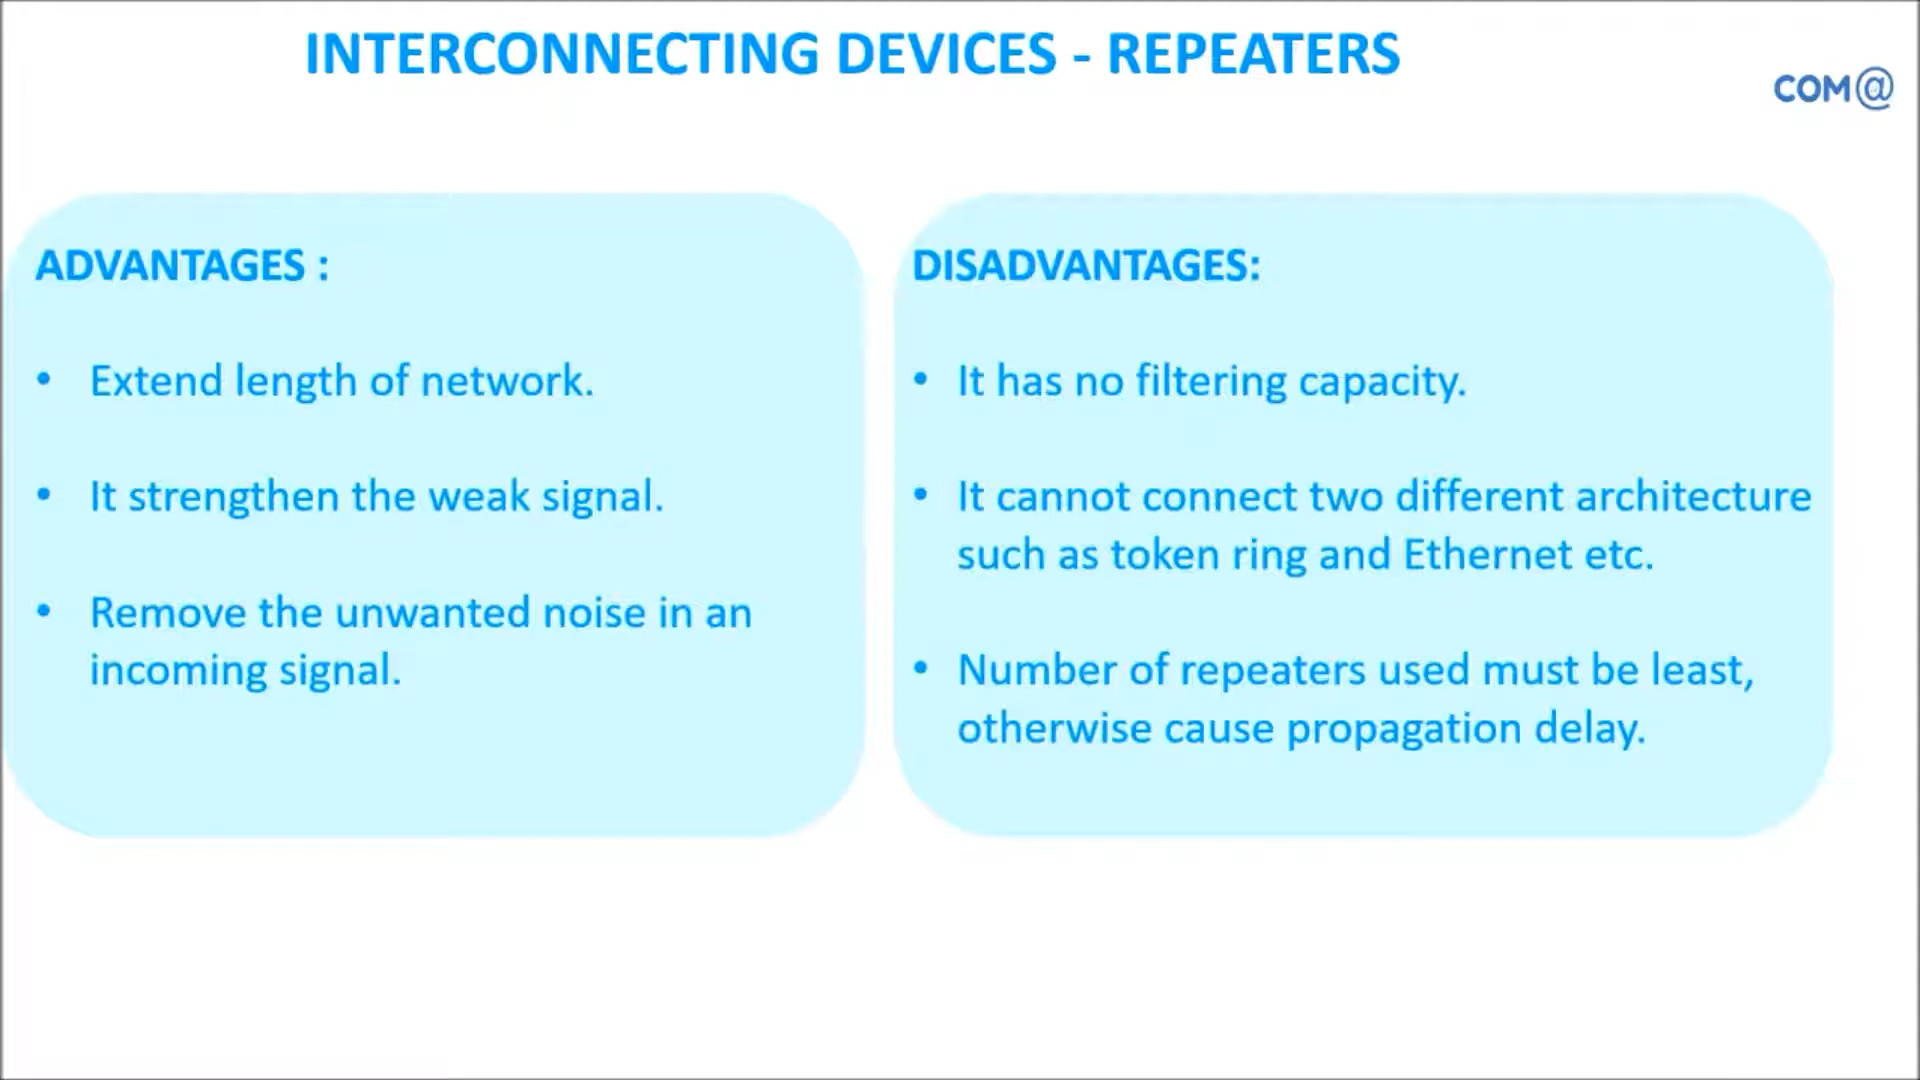 INTERCONNECTING DEVICES - REPEATERS
COM@
ADVANTAGES :
• Extend length of network.
• It strengthen the weak signal.
• Remove the unwanted noise in an
incoming signal.
DISADVANTAGES:
• It has no filtering capacity.
• It cannot connect two different architecture
such as token ring and Ethernet etc.
• Number of repeaters used must be least,
otherwise cause propagation delay.